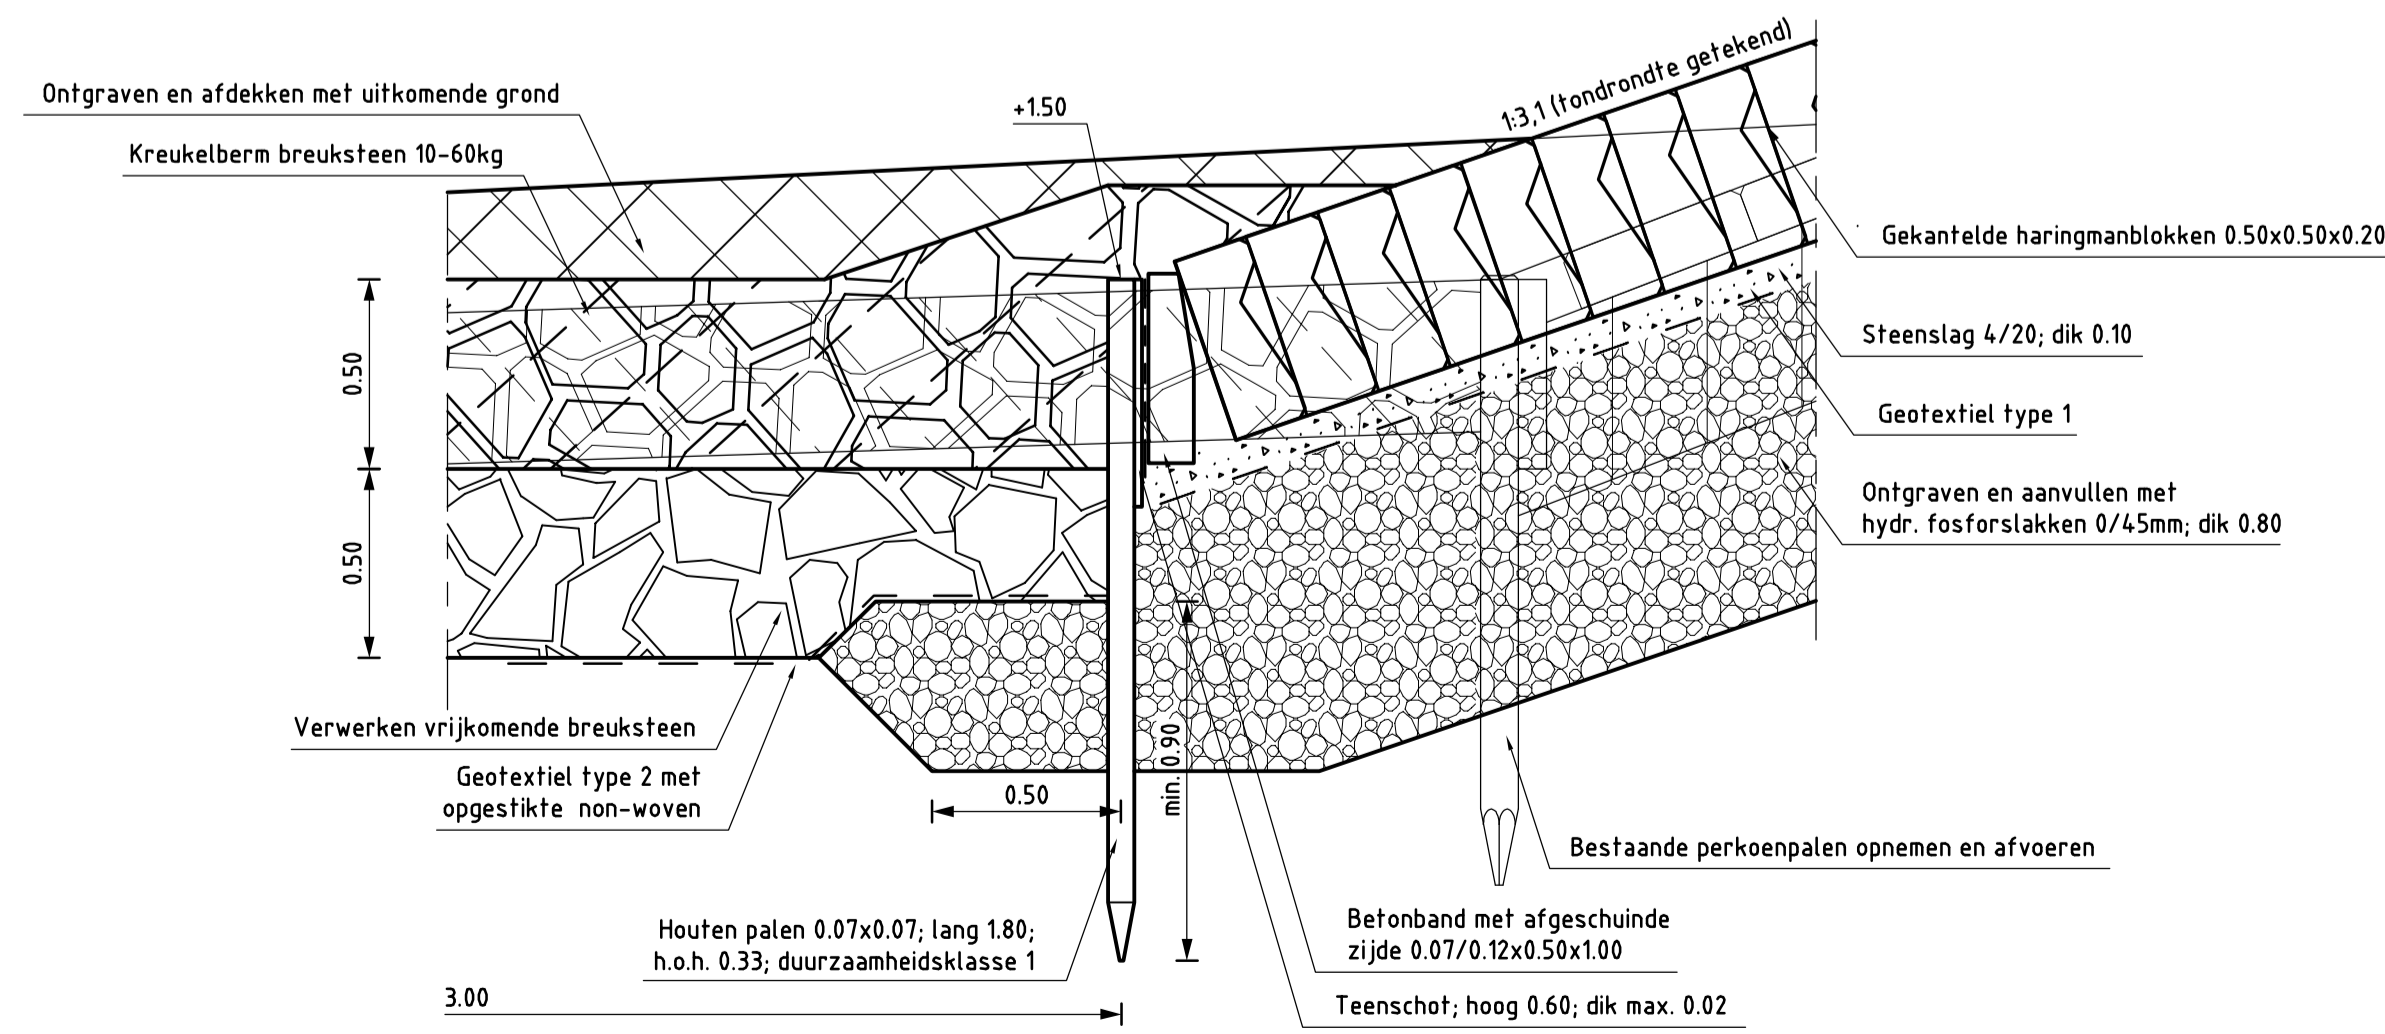 1:3,1 (tondrondte getekend)
Ontgraven en afdekken met uitkomende grond
+1.50
Kreukelberm breuksteen 10-60kg
Gekantelde haringmanblokken 0.50x0.50x0.20
Steenslag 4/20; dik 0.10
0.50
Geotextiel type 1
Ontgraven en aanvullen met
hydr. fosforslakken 0/45mm; dik 0.80
0.50
Verwerken vrijkomende breuksteen
Geotextiel type 2 met
opgestikte non-woven
0.50
min. 0.90
Bestaande perkoenpalen opnemen en afvoeren
Houten palen 0.07x0.07; lang 1.80;
h.o.h. 0.33; duurzaamheidsklasse 1
Betonband met afgeschuinde
zijde 0.07/0.12x0.50x1.00
3.00
Teenschot; hoog 0.60; dik max. 0.02